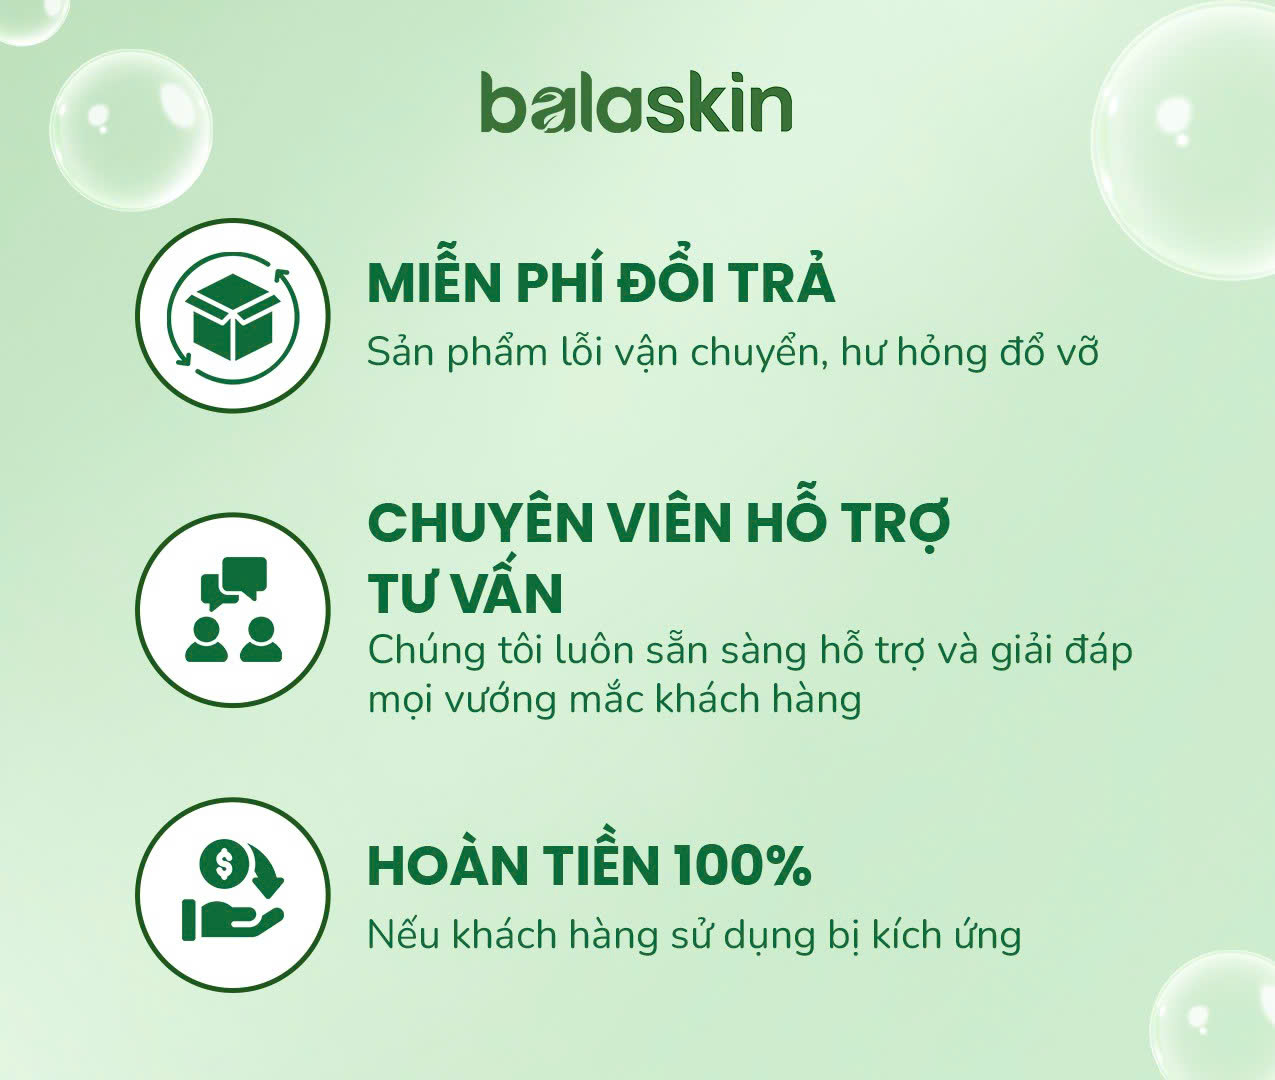 balaskin
MIỄN PHÍ ĐỔI TRẢ
Sản phẩm lỗi vận chuyển, hư hỏng đổ vỡ
CHUYÊN VIÊN HỖ TRỢ
TƯ VẤN
Chúng tôi luôn sẵn sàng hỗ trợ và giải đáp
mọi vướng mắc khách hàng
$
HOÀN TIỀN 100%
Nếu khách hàng sử dụng bị kích ứng